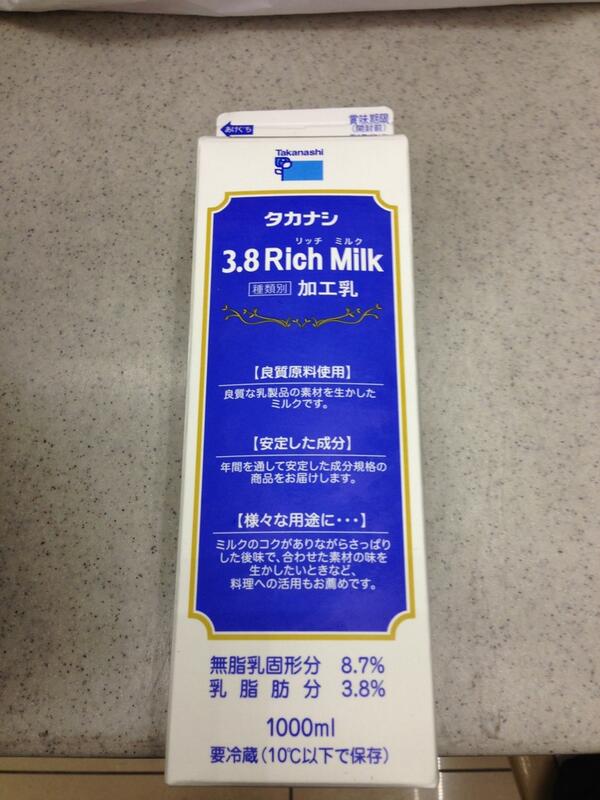 あけぐち
賞味期限
(開封前)
Takanashi
タカナシ
リッチ ミルク
3.8 Rich Milk
種類別 加工乳
【良質原料使用】
良質な乳製品の素材を生かした
ミルクです。
【安定した成分】
年間を通して安定した成分規格の
商品をお届けします。
【様々な用途に・・・】
ミルクのコクがありながらさっぱり
した後味で、合わせた素材の味を
生かしたいときなど、
料理への活用もお薦めです。
無脂乳固形分 8.7%
乳脂肪分 3.8%
1000ml
要冷蔵(10℃以下で保存)